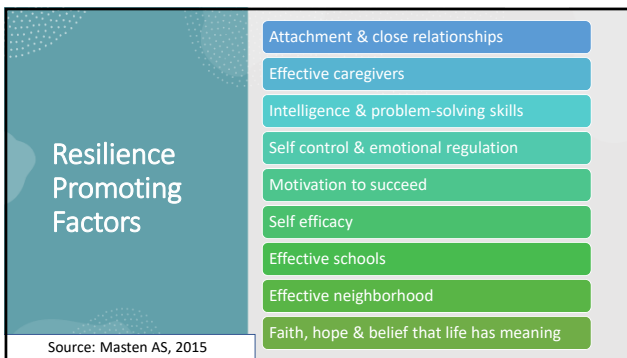 Resilience
Promoting
Factors
Attachment & close relationships
Effective caregivers
Intelligence & problem-solving skills
Self control & emotional regulation
Motivation to succeed
Self efficacy
Effective schools
Effective neighborhood
Faith, hope & belief that life has meaning
Source: Masten AS, 2015